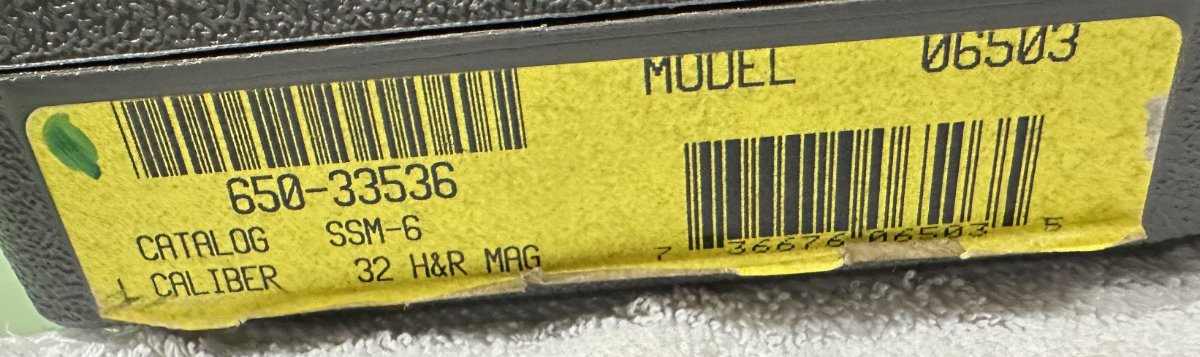 MODEL 06503
650-33536
CATALOG SSM-6
L CALIBER 32 H&R MAG
7 36676 06503 5